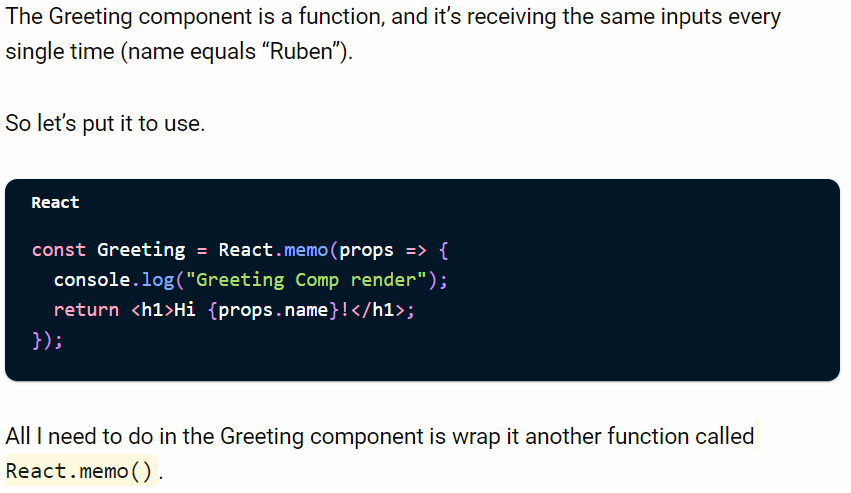 The Greeting component is a function, and it’s receiving the same inputs every
single time (name equals “Ruben”).
So let’s put it to use.
React
const Greeting = React.memo(props => {
  console.log("Greeting Comp render");
  return <h1>Hi {props.name}!</h1>;
});
All I need to do in the Greeting component is wrap it another function called
React.memo().